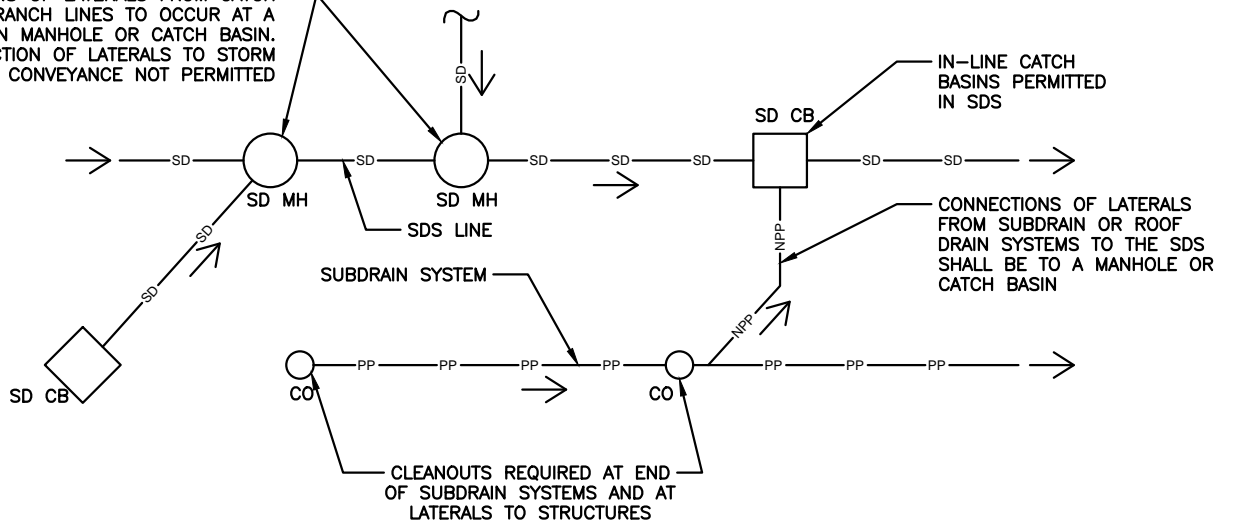 OF LATERALS FROM CATCH
BRANCH LINES TO OCCUR AT A
MANHOLE OR CATCH BASIN.
OF LATERALS TO STORM
CONVEYANCE NOT PERMITTED
SD
IN-LINE CATCH
BASINS PERMITTED
IN SDS
SD CB
SD
SD
SD
SD
SD
SD
SD
SD MH
SD MH
SDS LINE
SD
SD
SD CB
CONNECTIONS OF LATERALS
FROM SUBDRAIN OR ROOF
DRAIN SYSTEMS TO THE SDS
SHALL BE TO A MANHOLE OR
CATCH BASIN
NPP
NPP
SUBDRAIN SYSTEM
PP
PP
PP
PP
PP
PP
PP
CO
CO
CLEANOUTS REQUIRED AT END
OF SUBDRAIN SYSTEMS AND AT
LATERALS TO STRUCTURES